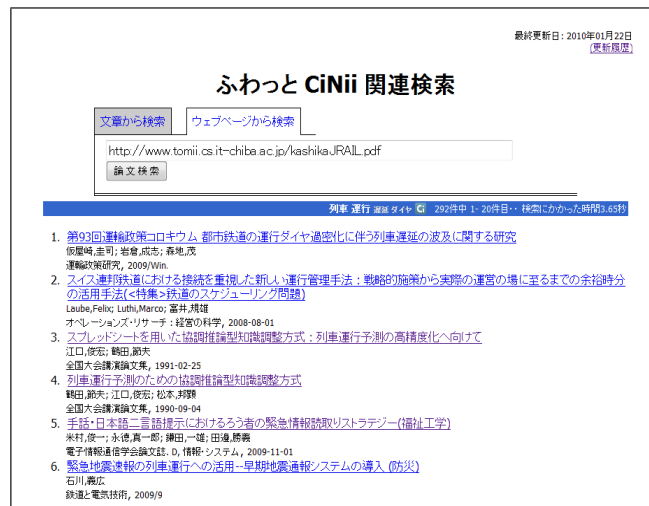 最終更新日: 2010年01月22日
(更新履歴)
ふわっと CiNii 関連検索
文章から検索
ウェブページから検索
http://www.tomii.cs.it-chiba.ac.jp/kashikaJRAIL.pdf
論文検索
列車 運行 遅延 ダイヤ Ci 292件中 1- 20件目・・ 検索にかかった時間3.65秒
1. 第93回運輸政策コロキウム 都市鉄道の運行ダイヤ過密化に伴う列車遅延の波及に関する研究
仮屋崎,圭司; 岩倉,成志; 森地,茂
運輸政策研究, 2009/Win.
2. スイス連邦鉄道における接続を重視した新しい運行管理手法 : 戦略的施策から実際の運営の場に至るまでの余裕時分
の活用手法(<特集>鉄道のスケジューリング問題)
Laube,Felix; Luthi,Marco; 富井,規雄
オペレーションズ・リサーチ : 経営の科学, 2008-08-01
3. スプレッドシートを用いた協調推論型知識調整方式 : 列車運行予測の高精度化へ向けて
江口,俊宏; 鶴田,節夫
全国大会講演論文集, 1991-02-25
4. 列車運行予測のための協調推論型知識調整方式
鶴田,節夫; 江口,俊宏; 松本,邦顕
全国大会講演論文集, 1990-09-04
5. 手話・日本語二言語提示におけるろう者の緊急情報読取りストラテジー(福祉工学)
米村,俊一; 永徳,真一郎; 鎌田,一雄; 田邉,勝義
電子情報通信学会論文誌. D, 情報・システム, 2009-11-01
6. 緊急地震速報の列車運行への活用--早期地震通報システムの導入 (防災)
石川,義広
鉄道と電気技術, 2009/9